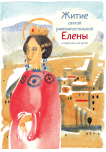 Житие
святой
равноапостольной
Елены
в пересказе для детей